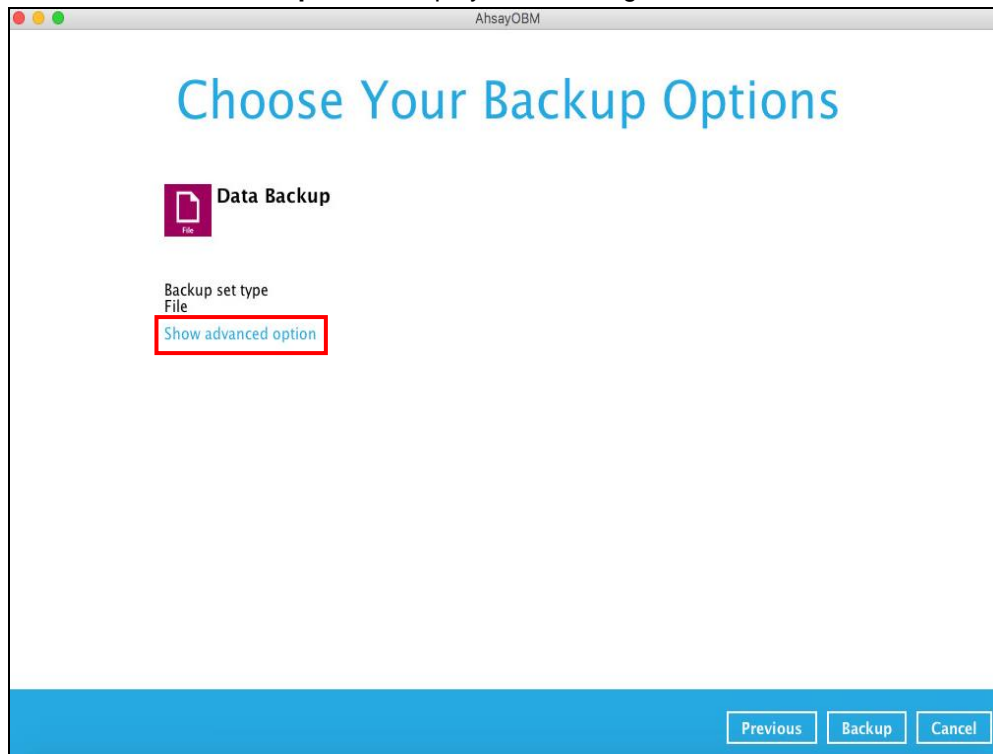 AhsayOBM
Choose Your Backup Options
Data Backup
File
Backup set type
File
Show advanced option
Previous Backup Cancel